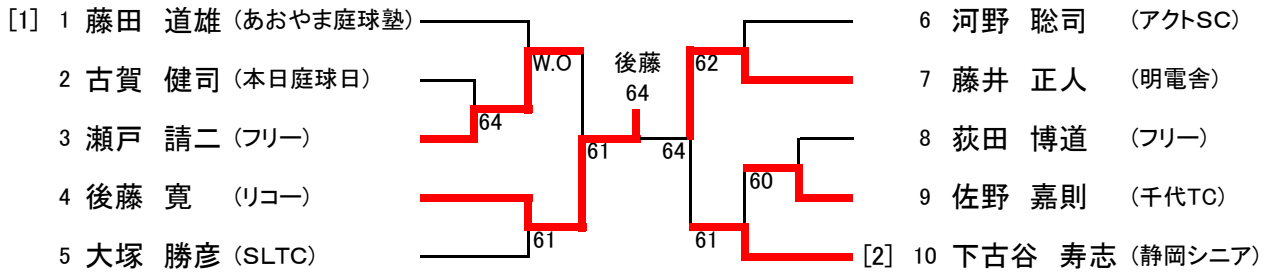 [1] 1 藤田 道雄 (あおやま庭球塾)
2 古賀 健司 (本日庭球日)
3 瀬戸 請二 (フリー)
4 後藤 寛 (リコー)
5 大塚 勝彦 (SLTC)
W.O
64
61
61
後藤
64
64
62
60
61
6 河野 聡司 (アクトSC)
7 藤井 正人 (明電舎)
8 荻田 博道 (フリー)
9 佐野 嘉則 (千代TC)
[2] 10 下古谷 寿志 (静岡シニア)